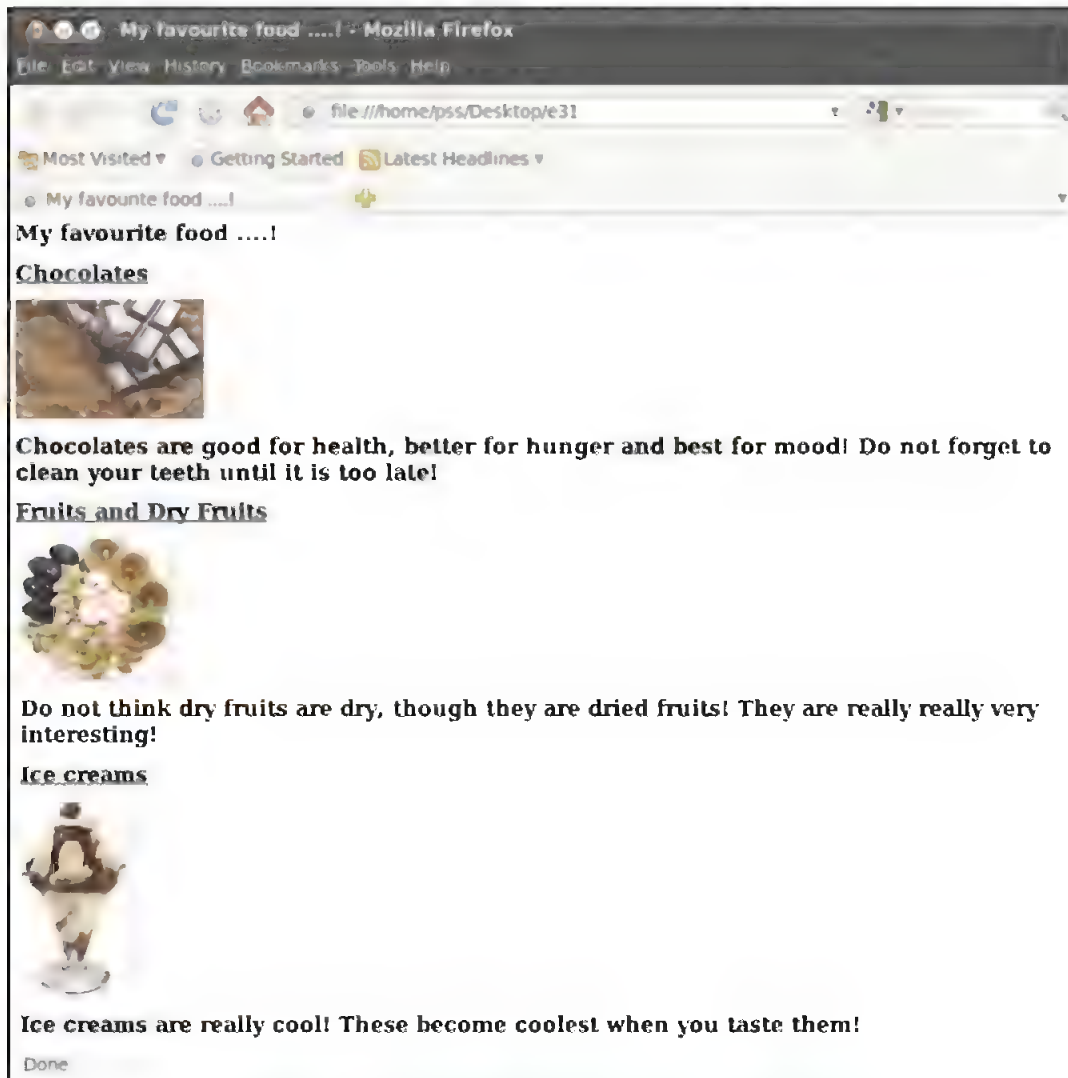 My favourite food ....! - Mozilla Firefox
File Edit View History Bookmarks Tools Help
file:///home/pss/Desktop/e31
Most Visited Getting Started Latest Headlines
My favourite food ....!
My favourite food ....!
Chocolates
Chocolates are good for health, better for hunger and best for mood! Do not forget to
clean your teeth until it is too late!
Fruits and Dry Fruits
Do not think dry fruits are dry, though they are dried fruits! They are really really very
interesting!
Ice creams
Ice creams are really cool! These become coolest when you taste them!
Done